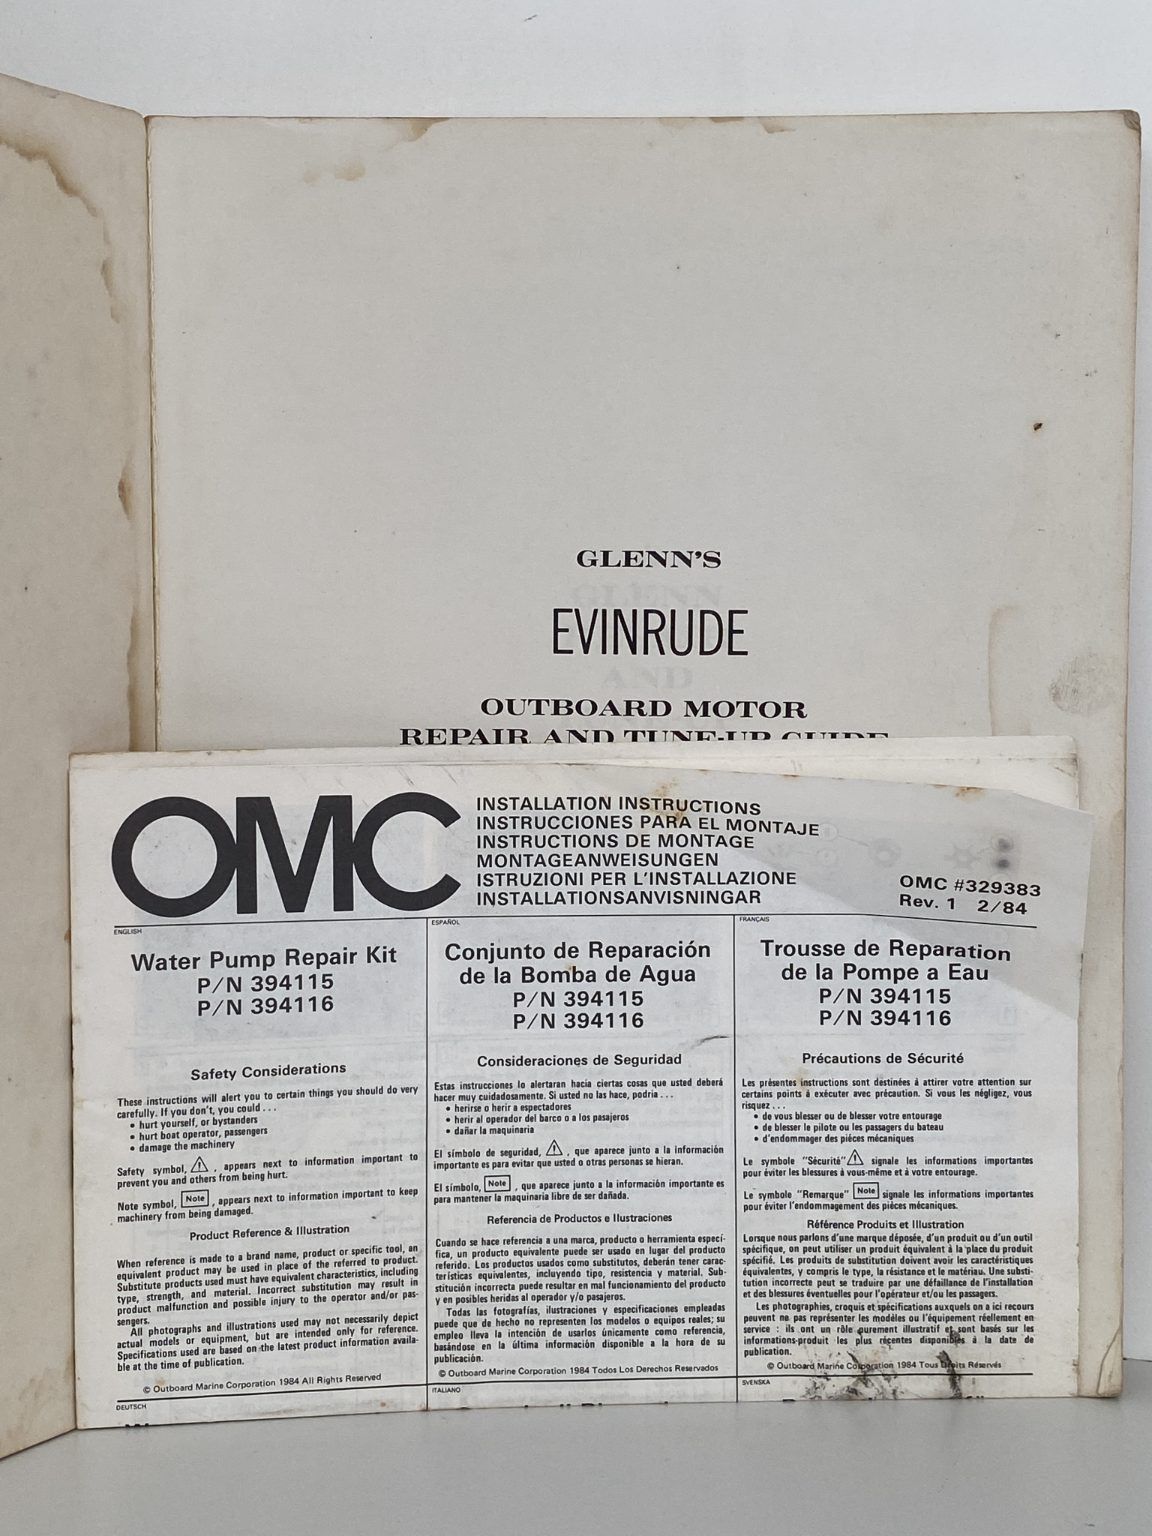 GLENN'S
EVINRUDE
OUTBOARD MOTOR
REPAIR AND TUNE-UP GUIDE
OMC
INSTALLATION INSTRUCTIONS
INSTRUCCIONES PARA EL MONTAJE
INSTRUCTIONS DE MONTAGE
MONTAGEANWEISUNGEN
ISTRUZIONI PER L'INSTALLAZIONE
INSTALLATIONSANVISNINGAR
OMC #329383
Rev. 1 2/84
ENGLISH
Water Pump Repair Kit
P/N 394115
P/N 394116
Safety Considerations
These instructions will alert you to certain things you should do very
carefully. If you don't, you could . . .
• hurt yourself, or bystanders
• hurt boat operator, passengers
• damage the machinery
Safety symbol, ⚠ , appears next to information important to
prevent you and others from being hurt.
Note symbol, Note , appears next to information important to keep
machinery from being damaged.
Product Reference & Illustration
When reference is made to a brand name, product or specific tool, an
equivalent product may be used in place of the referred to product.
Substitute products used must have equivalent characteristics, including
type, strength, and material. Incorrect substitution may result in
product malfunction and possible injury to the operator and/or pas-
sengers.
All photographs and illustrations used may not necessarily depict
actual models or equipment, but are intended only for reference.
Specifications used are based on the latest product information availa-
ble at the time of publication.
© Outboard Marine Corporation 1984 All Rights Reserved
DEUTSCH
ESPAÑOL
Conjunto de Reparación
de la Bomba de Agua
P/N 394115
P/N 394116
Consideraciones de Seguridad
Estas instrucciones lo alertaran hacia ciertas cosas que usted deberá
hacer muy cuidadosamente. Si usted no las hace, podria . . .
• herirse o herir a espectadores
• herir al operador del barco o a los pasajeros
• dañar la maquinaria
El símbolo de seguridad, ⚠ , que aparece junto a la información
importante es para evitar que usted o otras personas se hieran.
El símbolo, Note , que aparece junto a la información importante es
para mantener la maquinaria libre de ser dañada.
Referencia de Productos e Ilustraciones
Cuando se hace referencia a una marca, producto o herramienta especí-
fica, un producto equivalente puede ser usado en lugar del producto
referido. Los productos usados como substitutos, deberán tener carac-
terísticas equivalentes, incluyendo tipo, resistencia y material. Sub-
stitución incorrecta puede resultar en mal funcionamiento del producto
y en posibles heridas al operador y/o pasajeros.
Todas las fotografías, ilustraciones y especificaciones empleadas
puede que de hecho no representen los modelos o equipos reales; su
empleo lleva la intención de usarlos únicamente como referencia,
basándose en la última información disponible a la hora de su
publicación.
© Outboard Marine Corporation 1984 Todos Los Derechos Reservados
ITALIANO
FRANÇAIS
Trousse de Reparation
de la Pompe a Eau
P/N 394115
P/N 394116
Précautions de Sécurité
Les présentes instructions sont destinées à attirer votre attention sur
certains points à exécuter avec précaution. Si vous les négligez, vous
risquez . . .
• de vous blesser ou de blesser votre entourage
• de blesser le pilote ou les passagers du bateau
• d'endommager des piéces mécaniques
Le symbole "Sécurité" ⚠ signale les informations importantes
pour éviter les blessures à vous-même et à votre entourage.
Le symbole "Remarque" Note signale les informations importantes
pour éviter l'endommagement des piéces mécaniques.
Référence Produits et Illustration
Lorsque nous parlons d'une marque déposée, d'un produit ou d'un outil
spécifique, on peut utiliser un produit équivalent à la place du produit
spécifié. Les produits de substitution doivent avoir les caractéristiques
équivalentes, y compris le type, la résistance et le matériau. Une substi-
tution incorrecte peut se traduire par une défaillance de l'installation
et des blessures éventuelles pour l'opérateur et/ou les passagers.
Les photographies, croquis et spécifications auxquels on a ici recours
peuvent ne pas représenter les modèles ou l'équipement réellement en
service : ils ont un rôle purement illustratif et sont basés sur les
informations-produit les plus récentes disponibles à la date de
publication.
© Outboard Marine Corporation 1984 Tous Droits Réservés
SVENSKA